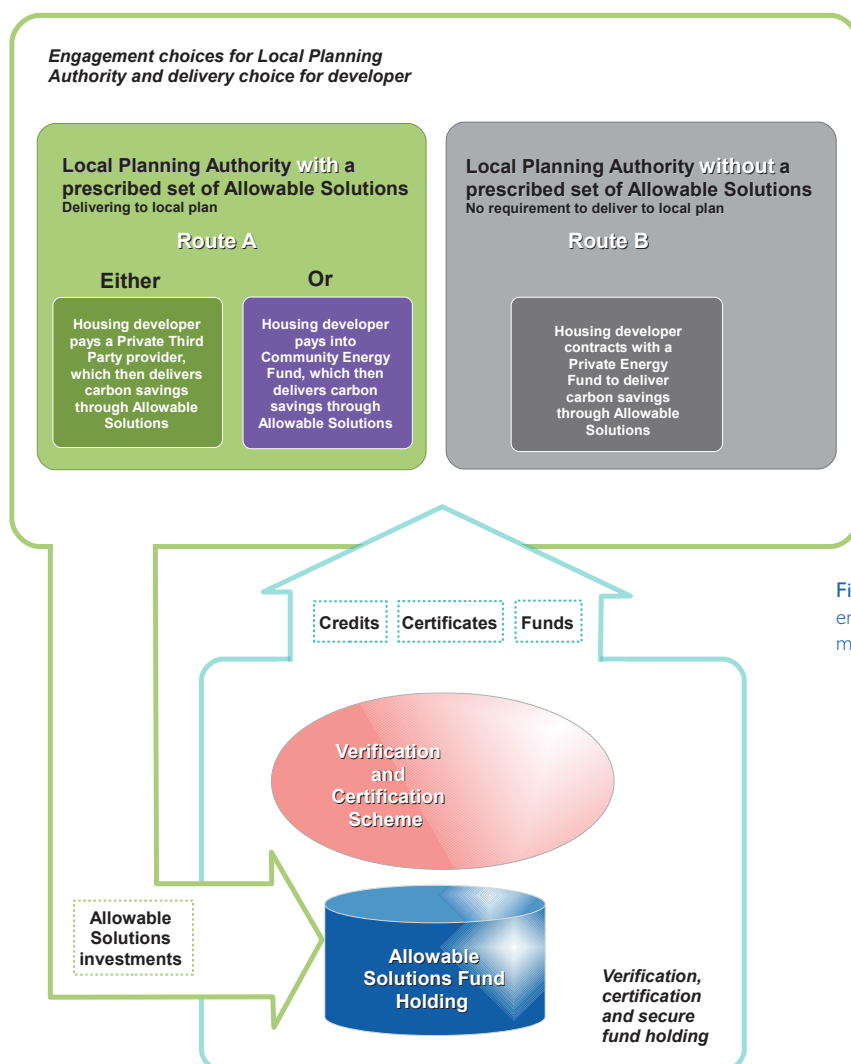 Engagement choices for Local Planning
Authority and delivery choice for developer
Local Planning Authority with a
prescribed set of Allowable Solutions
Delivering to local plan
Route A
Either
Housing developer
pays a Private Third
Party provider,
which then delivers
carbon savings
through Allowable
Solutions
Or
Housing developer
pays into
Community Energy
Fund, which then
delivers carbon
savings through
Allowable Solutions
Local Planning Authority without a
prescribed set of Allowable Solutions
No requirement to deliver to local plan
Route B
Housing developer
contracts with a
Private Energy
Fund to deliver
carbon savings
through Allowable
Solutions
Credits
Certificates
Funds
Verification
and
Certification
Scheme
Allowable
Solutions
investments
Allowable
Solutions Fund
Holding
Verification,
certification
and secure
fund holding